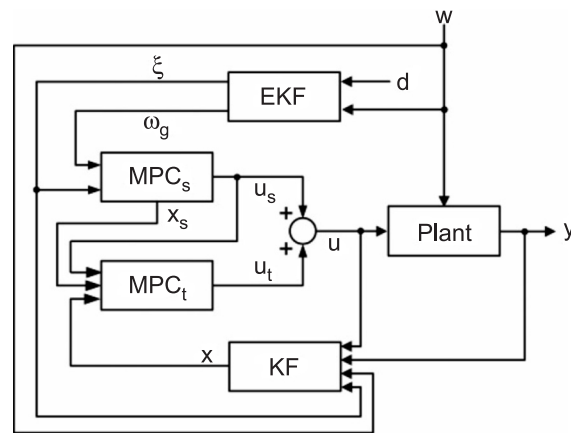 w
ξ
EKF
d
ω_g
MPC_s
u_s
x_s
+
+
u
Plant
y
MPC_t
u_t
x
KF